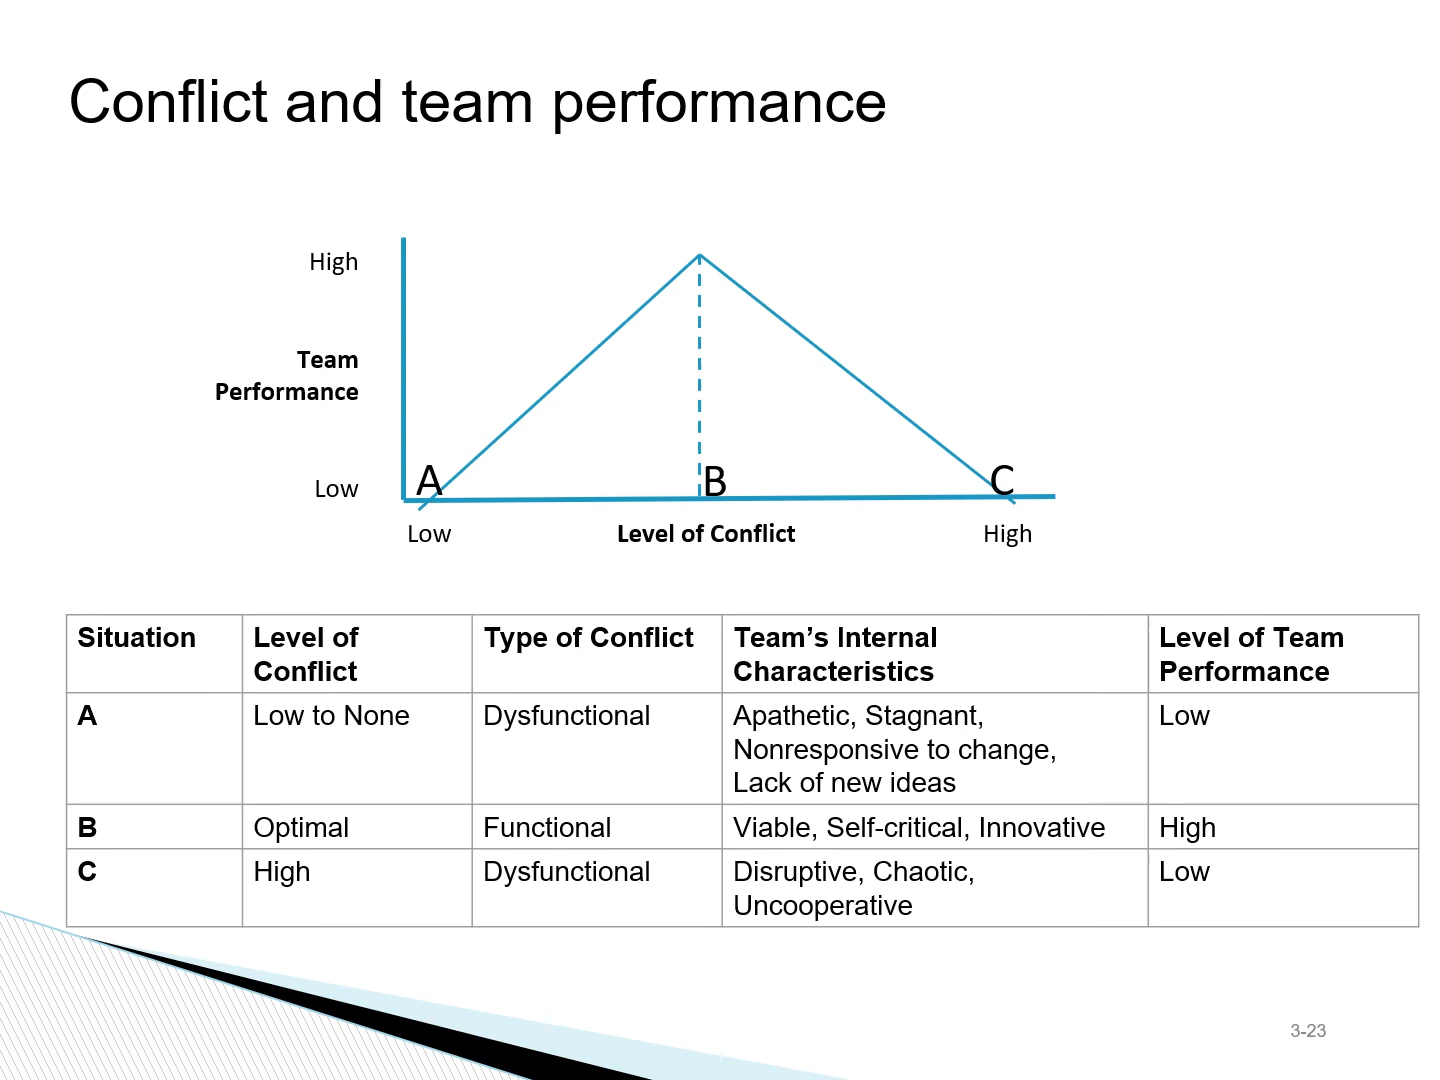 Conflict and team performance
High
Team
Performance
Low
A
B
C
Low
Level of Conflict
High
Situation
Level of
Conflict
Type of Conflict
Team’s Internal
Characteristics
Level of Team
Performance
A
Low to None
Dysfunctional
Apathetic, Stagnant,
Nonresponsive to change,
Lack of new ideas
Low
B
Optimal
Functional
Viable, Self-critical, Innovative
High
C
High
Dysfunctional
Disruptive, Chaotic,
Uncooperative
Low
3-23